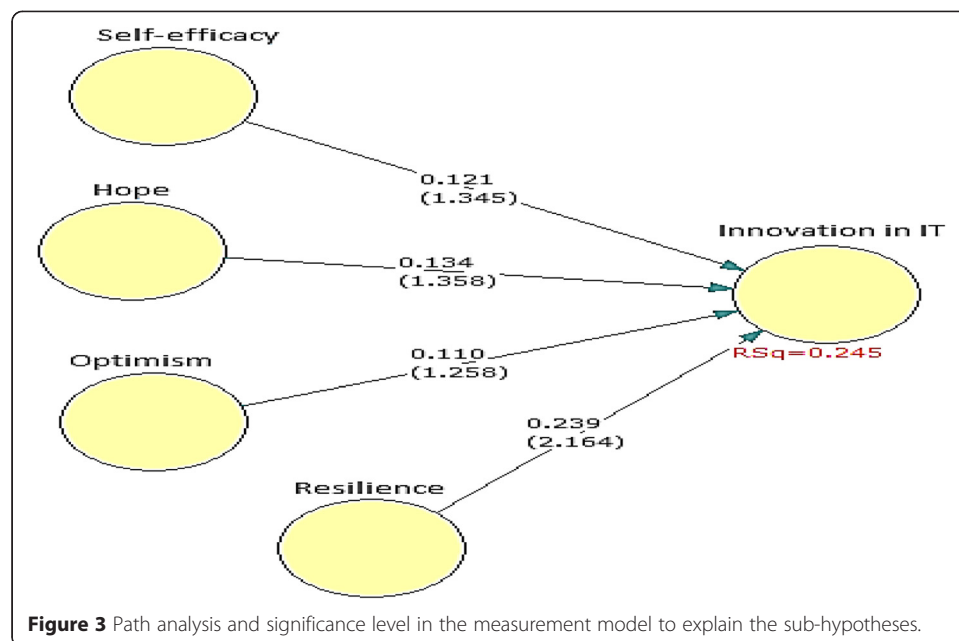 Self-efficacy
0.121
(1.345)
Hope
0.134
(1.358)
Innovation in IT
RSq=0.245
Optimism
0.110
(1.258)
0.239
(2.164)
Resilience
Figure 3 Path analysis and significance level in the measurement model to explain the sub-hypotheses.